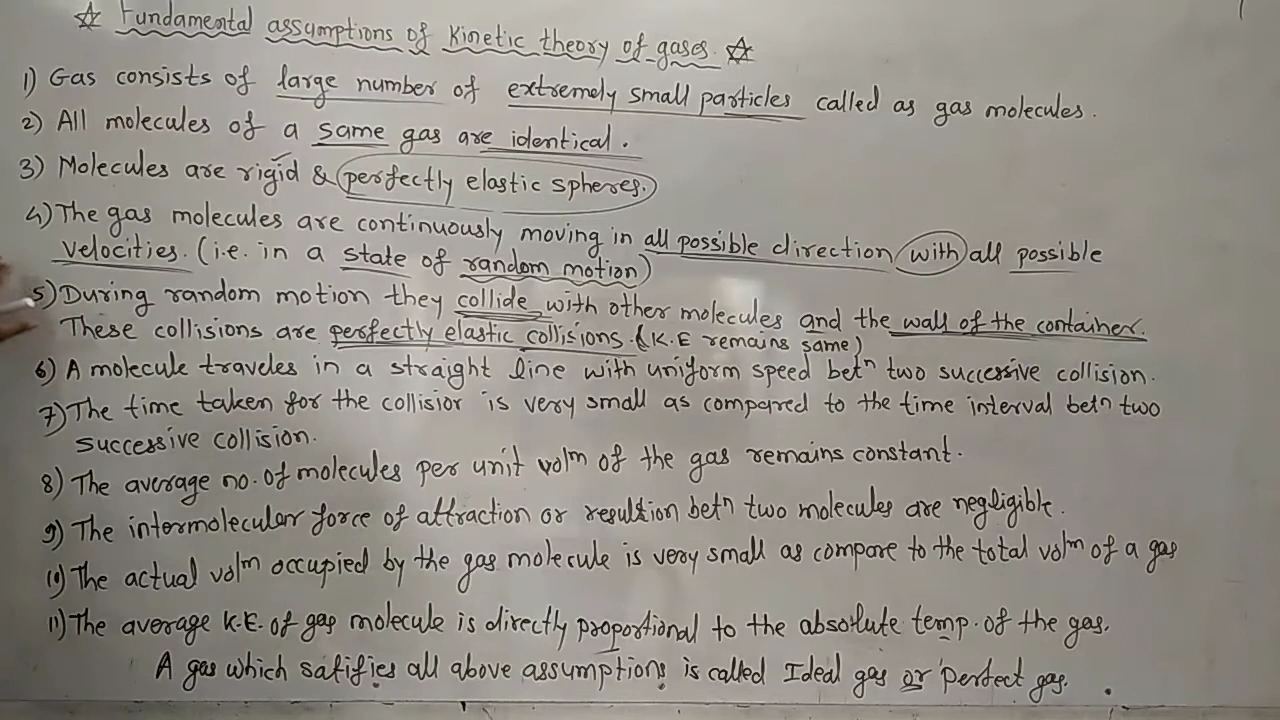 ☆ Fundamental assumptions of Kinetic theory of gases. ☆
1) Gas consists of large number of extremely small particles called as gas molecules.
2) All molecules of a same gas are identical.
3) Molecules are rigid & perfectly elastic spheres.
4) The gas molecules are continuously moving in all possible direction with all possible
velocities. (i.e. in a state of random motion)
5) During random motion they collide with other molecules and the wall of the container.
These collisions are perfectly elastic collisions. (K.E remains same)
6) A molecule traveles in a straight line with uniform speed betn two successive collision.
7) The time taken for the collisior is very small as compared to the time interval betn two
successive collision.
8) The average no. of molecules per unit volm of the gas remains constant.
9) The intermolecular force of attraction or resultion betn two molecules are negligible.
10) The actual volm occupied by the gas molecule is very small as compare to the total volm of a gas
11) The average K.E. of gas molecule is directly proportional to the absolute temp. of the gas.
A gas which satifies all above assumptions is called Ideal gas or perfect gas.